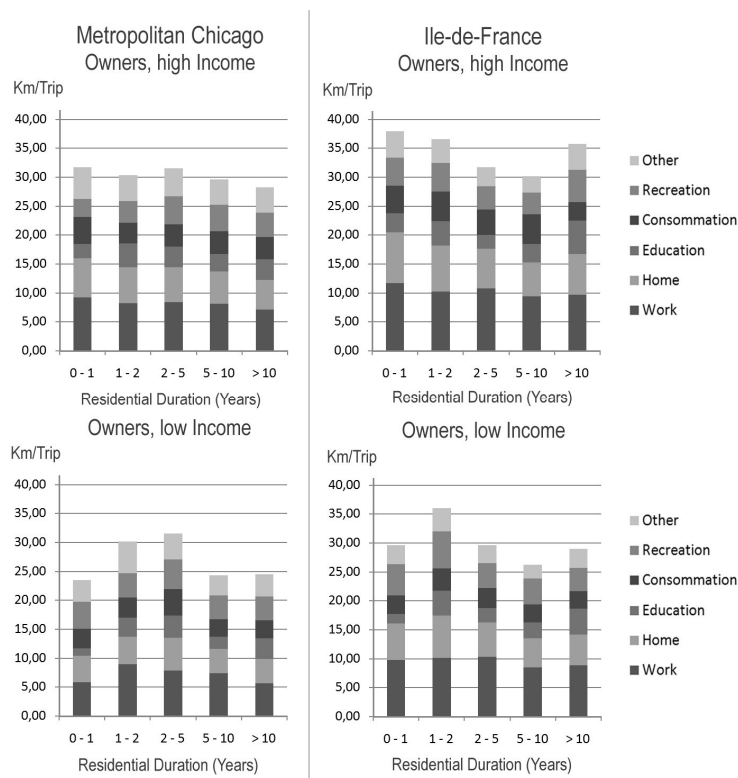 Metropolitan Chicago
Owners, high Income
Km/Trip
40,00
35,00
30,00
25,00
20,00
15,00
10,00
5,00
0,00
0 - 1 1 - 2 2 - 5 5 - 10 > 10
Residential Duration (Years)
Ile-de-France
Owners, high Income
Km/Trip
40,00
35,00
30,00
25,00
20,00
15,00
10,00
5,00
0,00
0 - 1 1 - 2 2 - 5 5 - 10 > 10
Residential Duration (Years)
Other
Recreation
Consommation
Education
Home
Work
Owners, low Income
Km/Trip
40,00
35,00
30,00
25,00
20,00
15,00
10,00
5,00
0,00
0 - 1 1 - 2 2 - 5 5 - 10 > 10
Residential Duration (Years)
Owners, low Income
Km/Trip
40,00
35,00
30,00
25,00
20,00
15,00
10,00
5,00
0,00
0 - 1 1 - 2 2 - 5 5 - 10 > 10
Residential Duration (Years)
Other
Recreation
Consommation
Education
Home
Work